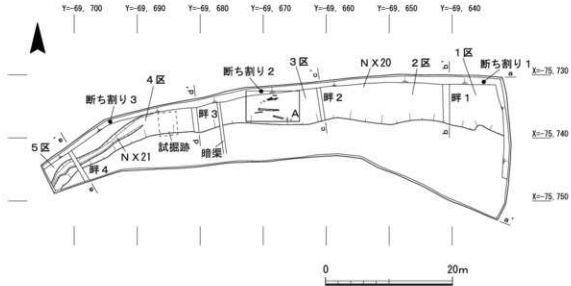 Y=-69, 700 Y=-69, 690 Y=-69, 680 Y=-69, 670 Y=-69, 660 Y=-69, 650 Y=-69, 640
X=-75, 730
X=-75, 740
X=-75, 750
1区
断ち割り1
a
b'
畔1
b
a'
2区
NX20
3区
c'
畔2
c
断ち割り2
A
d'
畔3
d
暗渠
4区
試掘跡
断ち割り3
NX21
5区
e'
畔4
e
0 20m